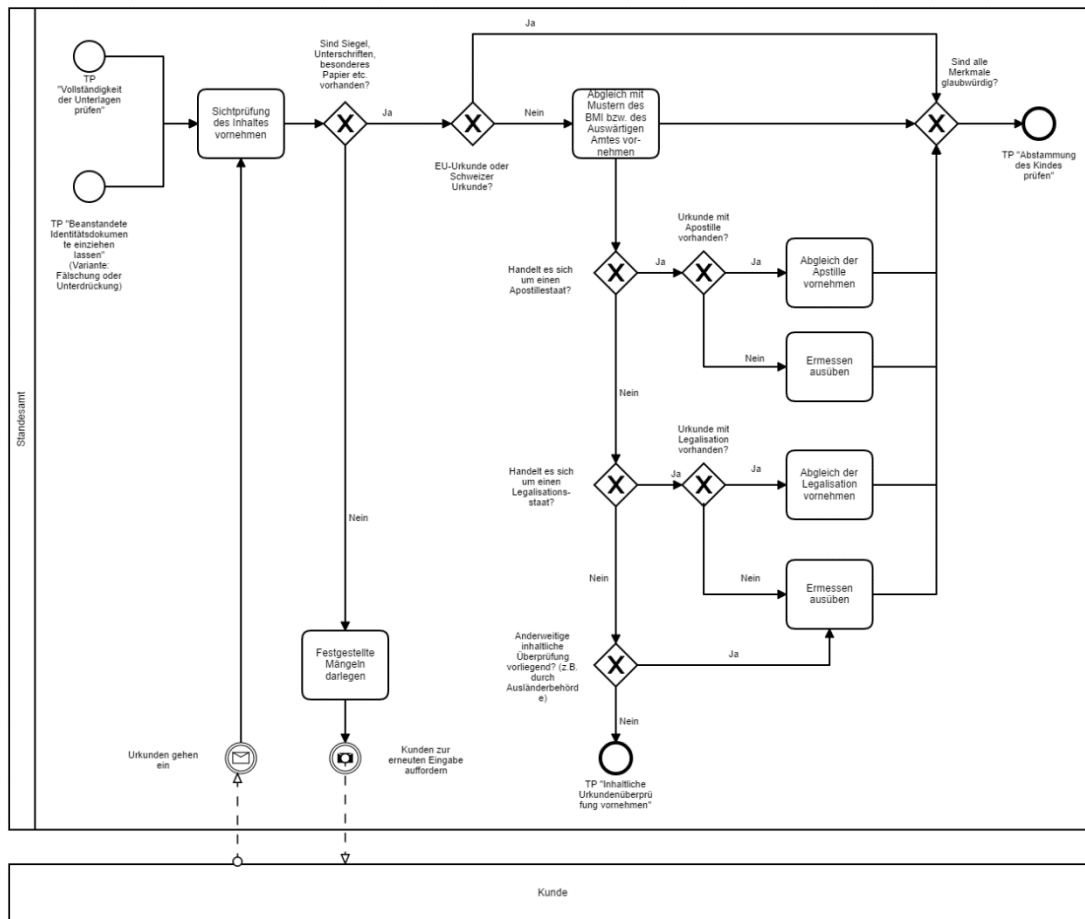 Standesamt
TP
"Vollständigkeit
der Unterlagen
prüfen"
TP "Beanstandete
Identitätsdokumen
te einziehen
lassen"
(Variante:
Fälschung oder
Unterdrückung)
Sichtprüfung
des Inhaltes
vornehmen
Sind Siegel,
Unterschriften,
besonderes
Papier etc.
vorhanden?
Ja
Nein
EU-Urkunde oder
Schweizer
Urkunde?
Ja
Nein
Abgleich mit
Mustern des
BMI bzw. des
Auswärtigen
Amtes vor-
nehmen
Sind alle
Merkmale
glaubwürdig?
TP "Abstammung
des Kindes
prüfen"
Handelt es sich
um einen
Apostillestaat?
Ja
Nein
Urkunde mit
Apostille
vorhanden?
Ja
Nein
Abgleich der
Apstille
vornehmen
Ermessen
ausüben
Handelt es sich
um einen
Legalisations-
staat?
Ja
Nein
Urkunde mit
Legalisation
vorhanden?
Ja
Nein
Abgleich der
Legalisation
vornehmen
Ermessen
ausüben
Anderweitige
inhaltliche
Überprüfung
vorliegend? (z.B.
durch
Ausländerbehörd
e)
Ja
Nein
TP "Inhaltliche
Urkundenüberprü
fung vornehmen"
Festgestellte
Mängeln
darlegen
Urkunden gehen
ein
Kunden zur
erneuten Eingabe
auffordern
Kunde